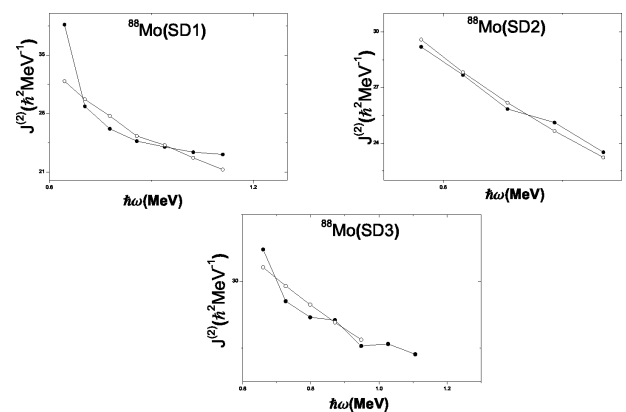 ⁸⁸Mo(SD1)
J⁽²⁾(ħ²MeV⁻¹)
35
28
21
0.6
1.2
ħω(MeV)
⁸⁸Mo(SD2)
J⁽²⁾(ħ²MeV⁻¹)
30
27
24
0.6
ħω(MeV)
⁸⁸Mo(SD3)
J⁽²⁾(ħ²MeV⁻¹)
30
0.6
0.8
1.0
1.2
ħω(MeV)